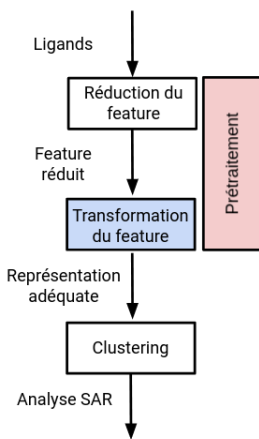 Ligands
Réduction du
feature
Prétraitement
Feature
réduit
Transformation
du feature
Représentation
adéquate
Clustering
Analyse SAR